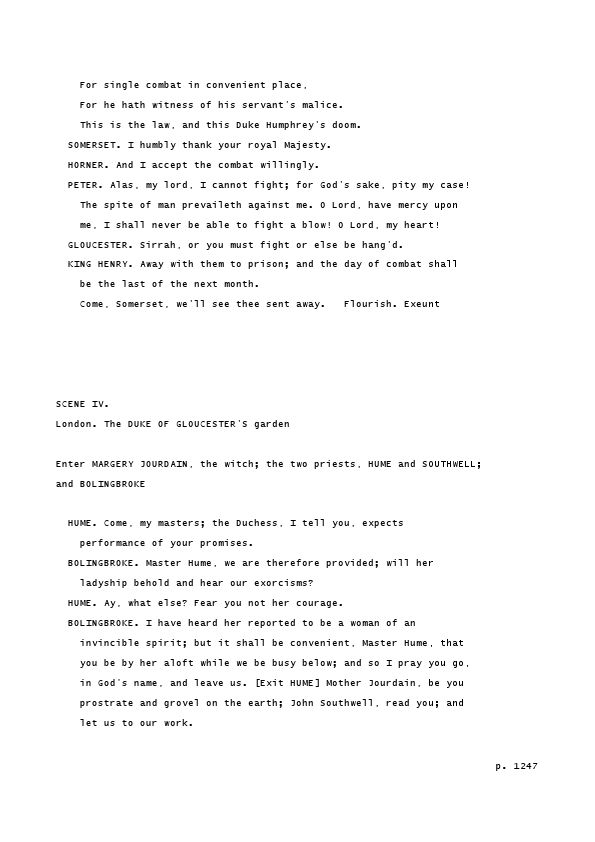 For single combat in convenient place,
For he hath witness of his servant's malice.
This is the law, and this Duke Humphrey's doom.
SOMERSET. I humbly thank your royal Majesty.
HORNER. And I accept the combat willingly.
PETER. Alas, my lord, I cannot fight; for God's sake, pity my case!
The spite of man prevaileth against me. O Lord, have mercy upon
me, I shall never be able to fight a blow! O Lord, my heart!
GLOUCESTER. Sirrah, or you must fight or else be hang'd.
KING HENRY. Away with them to prison; and the day of combat shall
be the last of the next month.
Come, Somerset, we'll see thee sent away.   Flourish. Exeunt
SCENE IV.
London. The DUKE OF GLOUCESTER'S garden
Enter MARGERY JOURDAIN, the witch; the two priests, HUME and SOUTHWELL;
and BOLINGBROKE
HUME. Come, my masters; the Duchess, I tell you, expects
performance of your promises.
BOLINGBROKE. Master Hume, we are therefore provided; will her
ladyship behold and hear our exorcisms?
HUME. Ay, what else? Fear you not her courage.
BOLINGBROKE. I have heard her reported to be a woman of an
invincible spirit; but it shall be convenient, Master Hume, that
you be by her aloft while we be busy below; and so I pray you go,
in God's name, and leave us. [Exit HUME] Mother Jourdain, be you
prostrate and grovel on the earth; John Southwell, read you; and
let us to our work.
p. 1247